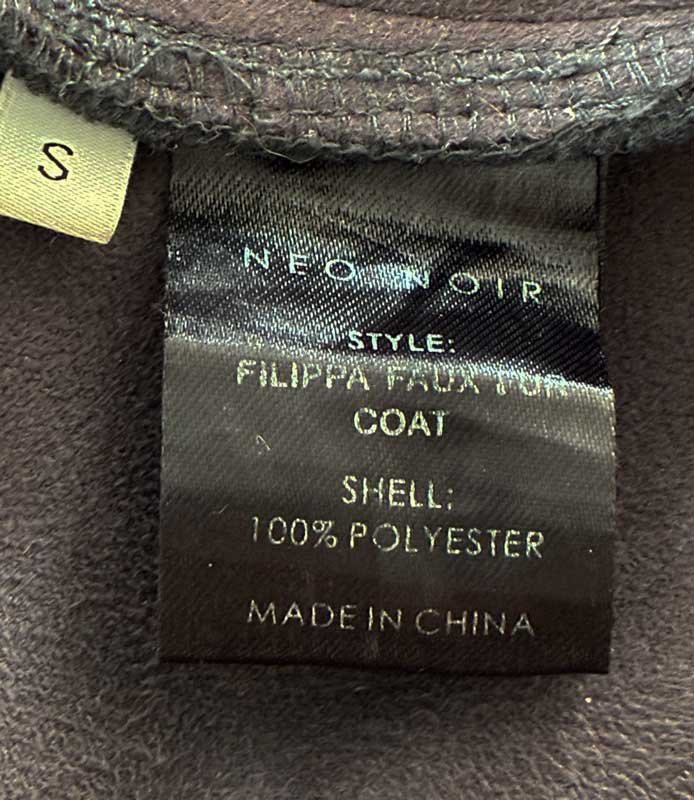 S
NEO NOIR
STYLE:
FILIPPA FAUX FUR
COAT
SHELL:
100% POLYESTER
MADE IN CHINA